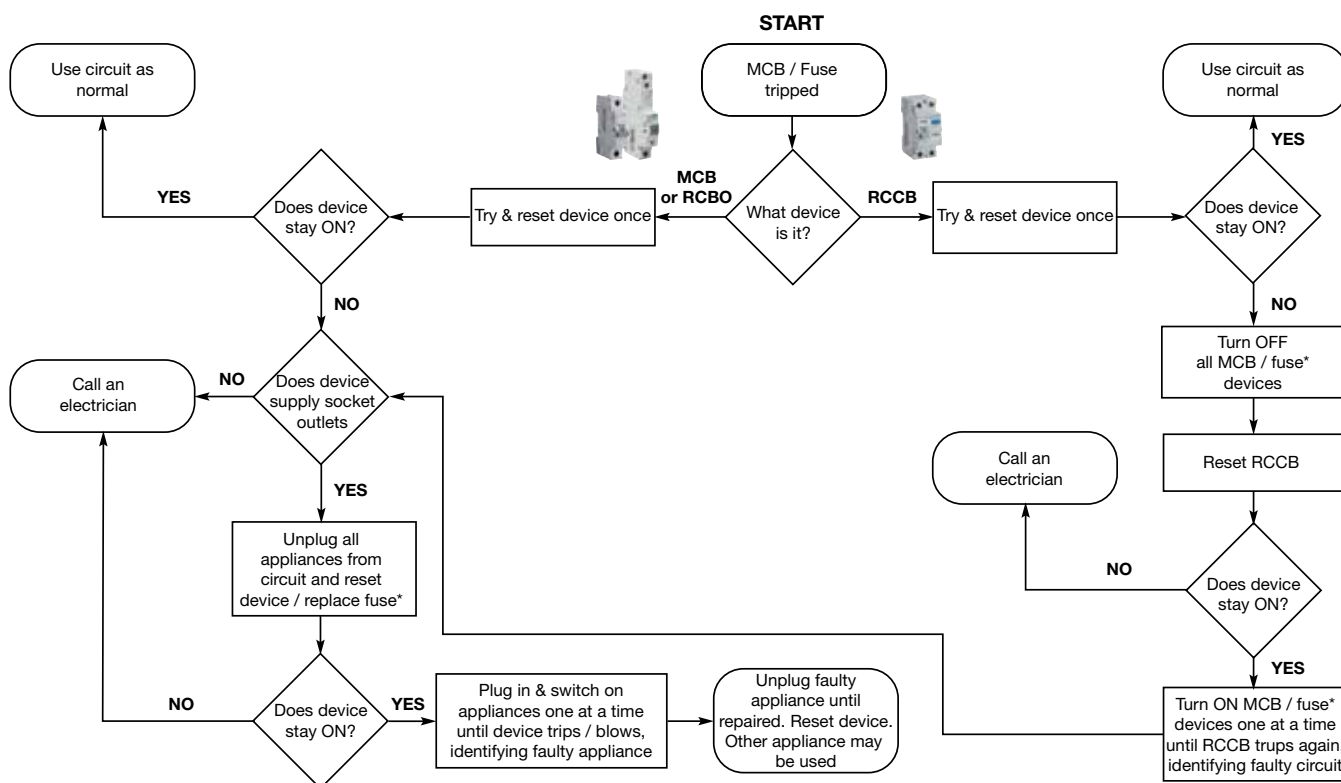 START
MCB / Fuse
tripped
Use circuit as
normal
Use circuit as
normal
YES
Does device
stay ON?
Try & reset device once
MCB
or RCBO
What device
is it?
RCCB
Try & reset device once
Does device
stay ON?
YES
NO
NO
Turn OFF
all MCB / fuse*
devices
Call an
electrician
NO
Does device
supply socket
outlets
Reset RCCB
Call an
electrician
YES
Unplug all
appliances from
circuit and reset
device / replace fuse*
NO
Does device
stay ON?
YES
NO
Does device
stay ON?
YES
Plug in & switch on
appliances one at a time
until device trips / blows,
identifying faulty appliance
Unplug faulty
appliance until
repaired. Reset device.
Other appliance may
be used
Turn ON MCB / fuse*
devices one at a time
until RCCB trups again,
identifying faulty circuit